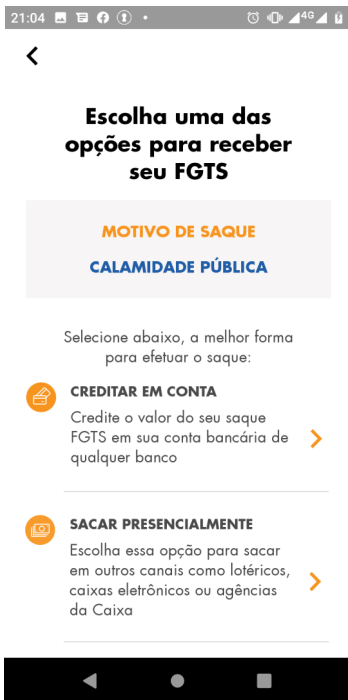 21:04
4G
Escolha uma das
opções para receber
seu FGTS
MOTIVO DE SAQUE
CALAMIDADE PÚBLICA
Selecione abaixo, a melhor forma
para efetuar o saque:
CREDITAR EM CONTA
Credite o valor do seu saque
FGTS em sua conta bancária de
qualquer banco
SACAR PRESENCIALMENTE
Escolha essa opção para sacar
em outros canais como lotéricos,
caixas eletrônicos ou agências
da Caixa